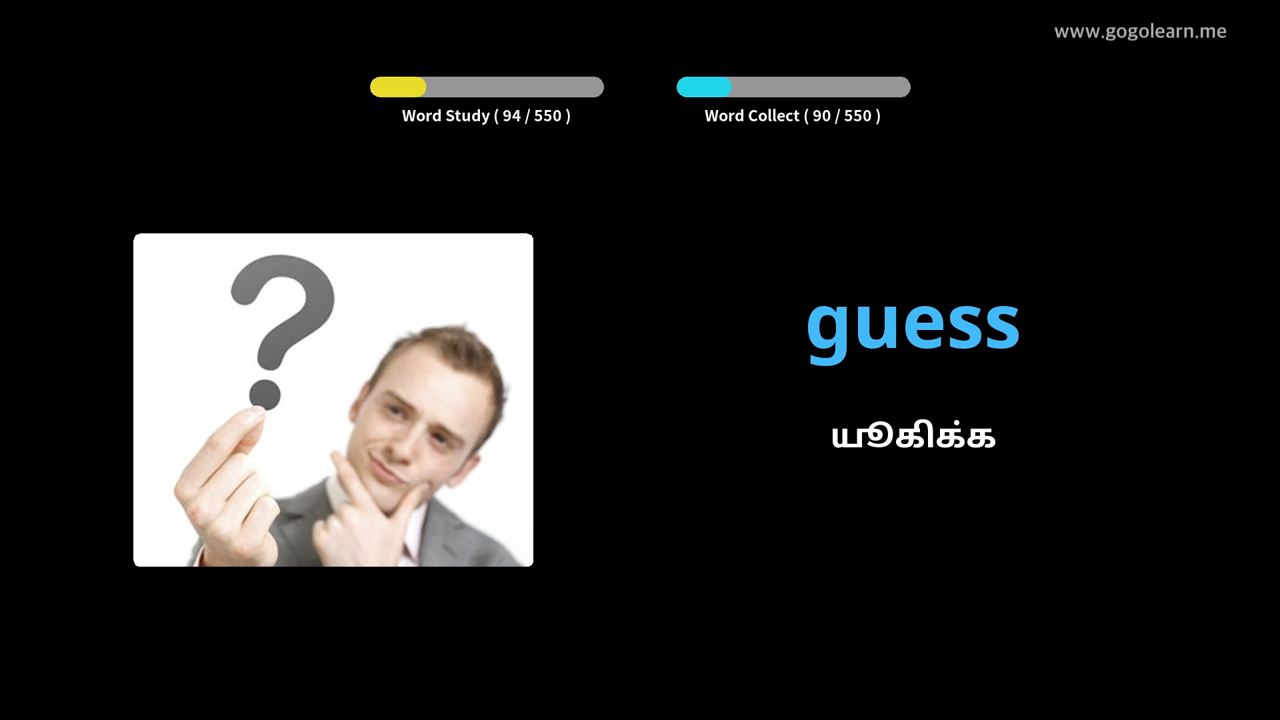 www.gogolearn.me
Word Study ( 94 / 550 )
Word Collect ( 90 / 550 )
?
guess
யூகிக்க